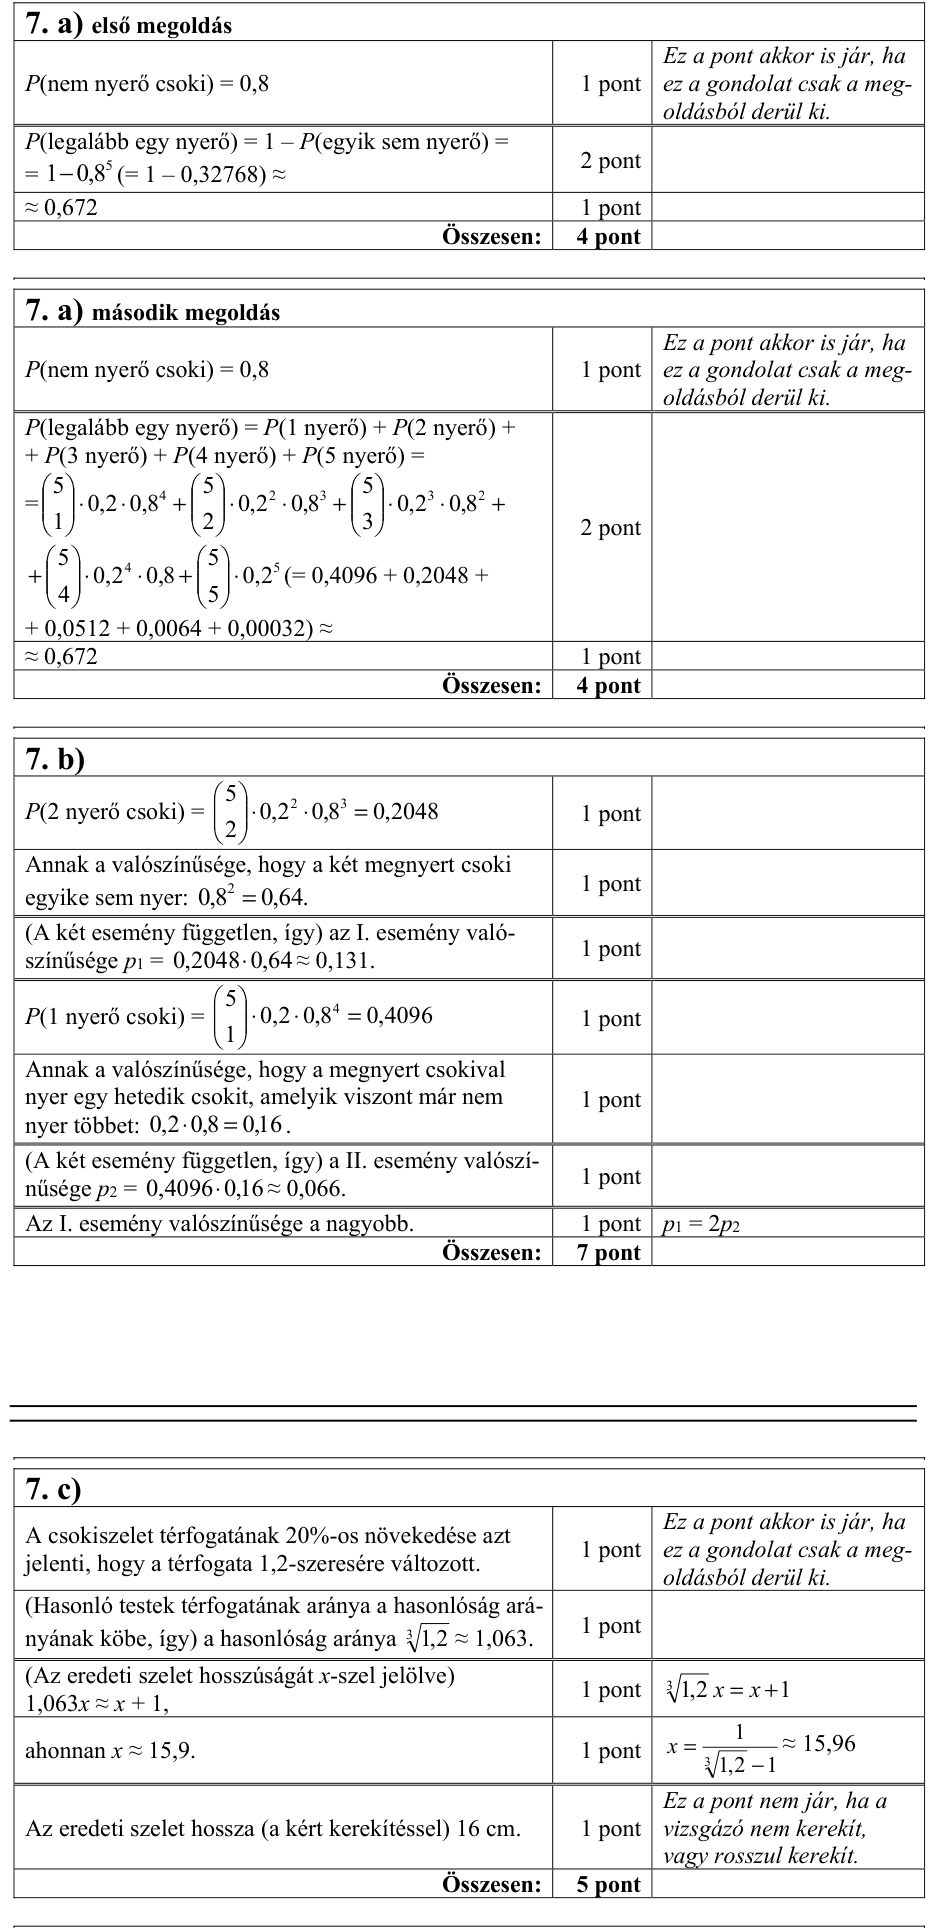 7. a) első megoldás
P(nem nyerő csoki) = 0,8
1 pont
Ez a pont akkor is jár, ha
ez a gondolat csak a meg-
oldásból derül ki.
P(legalább egy nyerő) = 1 – P(egyik sem nyerő) =
= 1−0,8⁵ (= 1 – 0,32768) ≈
2 pont
≈ 0,672
1 pont
Összesen: 4 pont
7. a) második megoldás
P(nem nyerő csoki) = 0,8
1 pont
Ez a pont akkor is jár, ha
ez a gondolat csak a meg-
oldásból derül ki.
P(legalább egy nyerő) = P(1 nyerő) + P(2 nyerő) +
+ P(3 nyerő) + P(4 nyerő) + P(5 nyerő) =
= (5 1) · 0,2 · 0,8⁴ + (5 2) · 0,2² · 0,8³ + (5 3) · 0,2³ · 0,8² +
+ (5 4) · 0,2⁴ · 0,8 + (5 5) · 0,2⁵ (= 0,4096 + 0,2048 +
+ 0,0512 + 0,0064 + 0,00032) ≈
2 pont
≈ 0,672
1 pont
Összesen: 4 pont
7. b)
P(2 nyerő csoki) = (5 2) · 0,2² · 0,8³ = 0,2048
1 pont
Annak a valószínűsége, hogy a két megnyert csoki
egyike sem nyer: 0,8² = 0,64.
1 pont
(A két esemény független, így) az I. esemény való-
színűsége p₁ = 0,2048·0,64 ≈ 0,131.
1 pont
P(1 nyerő csoki) = (5 1) · 0,2 · 0,8⁴ = 0,4096
1 pont
Annak a valószínűsége, hogy a megnyert csokival
nyer egy hetedik csokit, amelyik viszont már nem
nyer többet: 0,2·0,8 = 0,16.
1 pont
(A két esemény független, így) a II. esemény valószí-
nűsége p₂ = 0,4096·0,16 ≈ 0,066.
1 pont
Az I. esemény valószínűsége a nagyobb.
1 pont
p₁ = 2p₂
Összesen: 7 pont
7. c)
A csokiszelet térfogatának 20%-os növekedése azt
jelenti, hogy a térfogata 1,2-szeresére változott.
1 pont
Ez a pont akkor is jár, ha
ez a gondolat csak a meg-
oldásból derül ki.
(Hasonló testek térfogatának aránya a hasonlóság ará-
nyának köbe, így) a hasonlóság aránya ∛1,2 ≈ 1,063.
1 pont
(Az eredeti szelet hosszúságát x-szel jelölve)
1,063x ≈ x + 1,
1 pont
∛1,2 x = x + 1
ahonnan x ≈ 15,9.
1 pont
x = 1 / (∛1,2 − 1) ≈ 15,96
Az eredeti szelet hossza (a kért kerekítéssel) 16 cm.
1 pont
Ez a pont nem jár, ha a
vizsgázó nem kerekít,
vagy rosszul kerekít.
Összesen: 5 pont